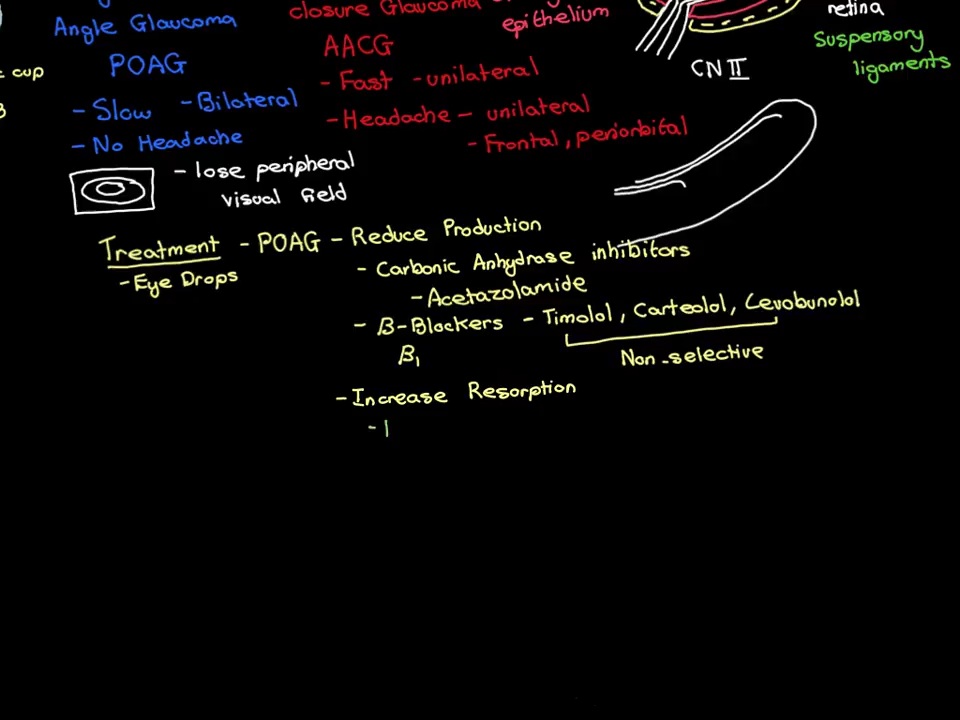 Angle Glaucoma
closure Glaucoma
epithelium
retina
POAG
AACG
Suspensory
ligaments
cup
CN II
- Slow - Bilateral
- Fast - unilateral
- No Headache
- Headache - unilateral
- Frontal, periorbital
- lose peripheral
visual field
Treatment - POAG - Reduce Production
- Eye Drops
- Carbonic Anhydrase inhibitors
- Acetazolamide
- B-Blockers - Timolol, Carteolol, Levobunolol
B1
Non-selective
- Increase Resorption
-